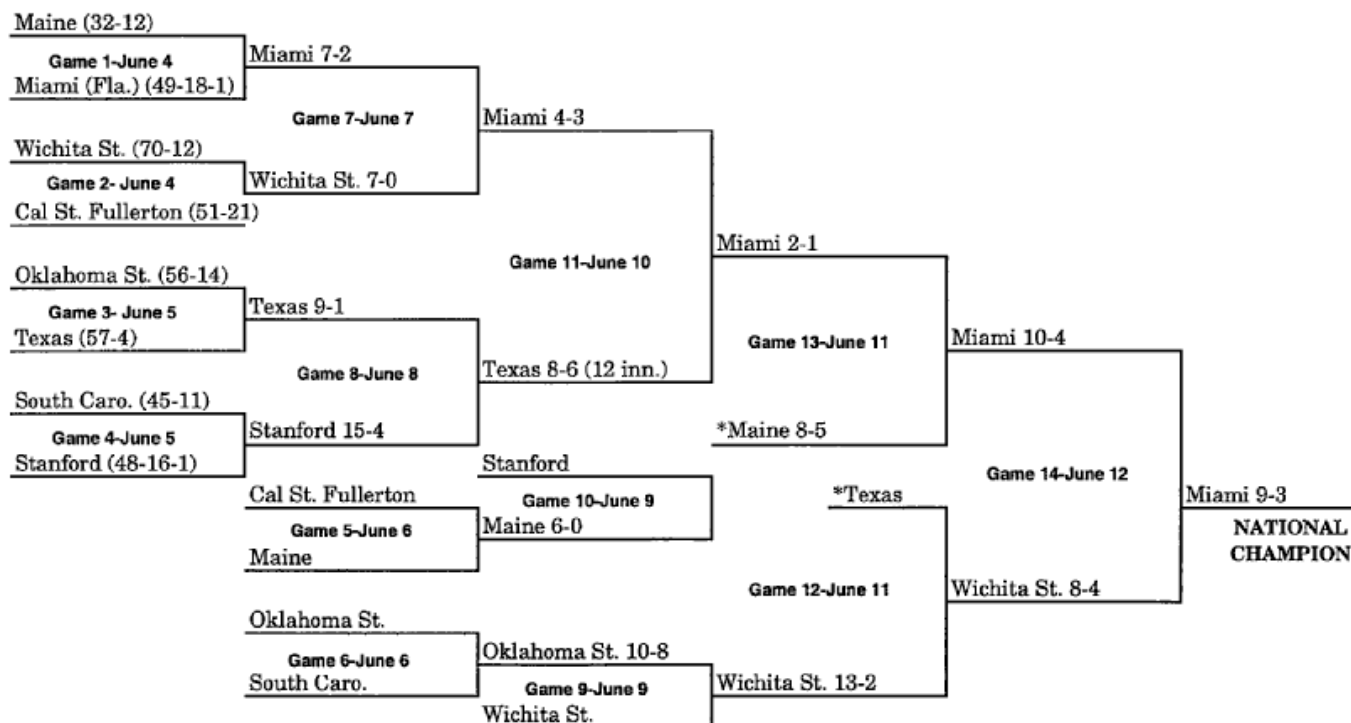 Maine (32-12)
Game 1-June 4
Miami (Fla.) (49-18-1)
Miami 7-2
Game 7-June 7
Miami 4-3
Wichita St. (70-12)
Game 2- June 4
Wichita St. 7-0
Cal St. Fullerton (51-21)
Miami 2-1
Game 11-June 10
Oklahoma St. (56-14)
Game 3- June 5
Texas 9-1
Texas (57-4)
Game 13-June 11
Miami 10-4
Game 8-June 8
Texas 8-6 (12 inn.)
South Caro. (45-11)
Game 4-June 5
Stanford 15-4
*Maine 8-5
Stanford (48-16-1)
Stanford
Game 14-June 12
Cal St. Fullerton
Game 10-June 9
*Texas
Miami 9-3
Game 5-June 6
Maine 6-0
NATIONAL
CHAMPION
Maine
Game 12-June 11
Wichita St. 8-4
Oklahoma St.
Game 6-June 6
Oklahoma St. 10-8
South Caro.
Game 9-June 9
Wichita St. 13-2
Wichita St.